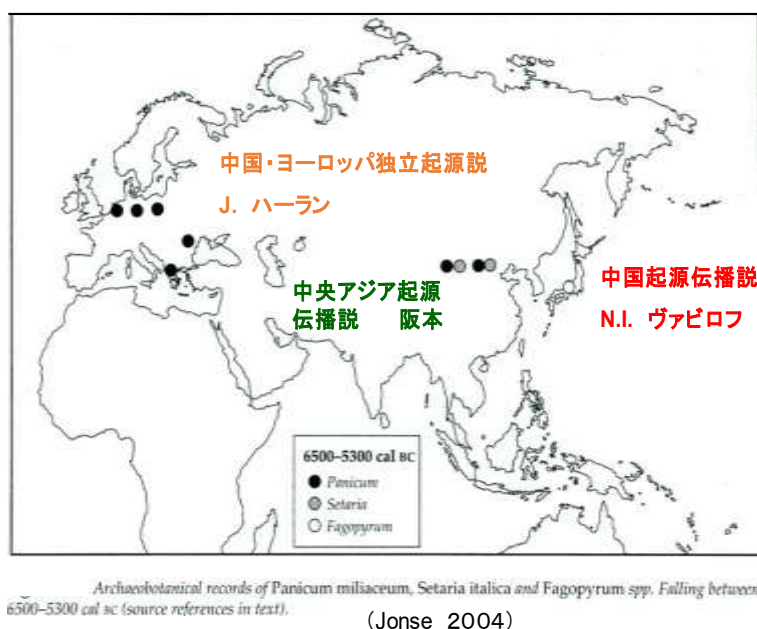 中国・ヨーロッパ独立起源説
J. ハーラン
中央アジア起源
伝播説 阪本
中国起源伝播説
N.I. ヴァビロフ
6500–5300 cal BC
Panicum
Setaria
Fagopyrum
Archaeobotanical records of Panicum miliaceum, Setaria italica and Fagopyrum spp. Falling between
6500–5300 cal BC (source references in text).
(Jonse 2004)